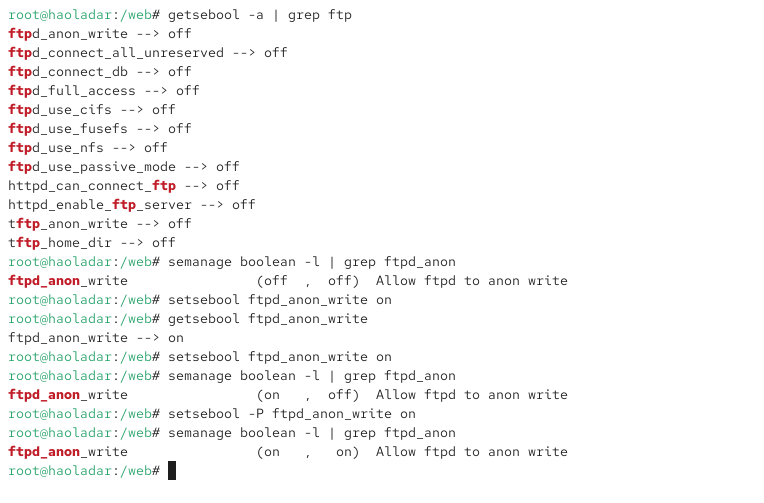 root@haoladar:/web# getsebool -a | grep ftp
ftpd_anon_write --> off
ftpd_connect_all_unreserved --> off
ftpd_connect_db --> off
ftpd_full_access --> off
ftpd_use_cifs --> off
ftpd_use_fusefs --> off
ftpd_use_nfs --> off
ftpd_use_passive_mode --> off
httpd_can_connect_ftp --> off
httpd_enable_ftp_server --> off
tftp_anon_write --> off
tftp_home_dir --> off
root@haoladar:/web# semanage boolean -l | grep ftpd_anon
ftpd_anon_write                (off  ,  off)  Allow ftpd to anon write
root@haoladar:/web# setsebool ftpd_anon_write on
root@haoladar:/web# getsebool ftpd_anon_write
ftpd_anon_write --> on
root@haoladar:/web# setsebool ftpd_anon_write on
root@haoladar:/web# semanage boolean -l | grep ftpd_anon
ftpd_anon_write                (on   ,  off)  Allow ftpd to anon write
root@haoladar:/web# setsebool -P ftpd_anon_write on
root@haoladar:/web# semanage boolean -l | grep ftpd_anon
ftpd_anon_write                (on   ,   on)  Allow ftpd to anon write
root@haoladar:/web#